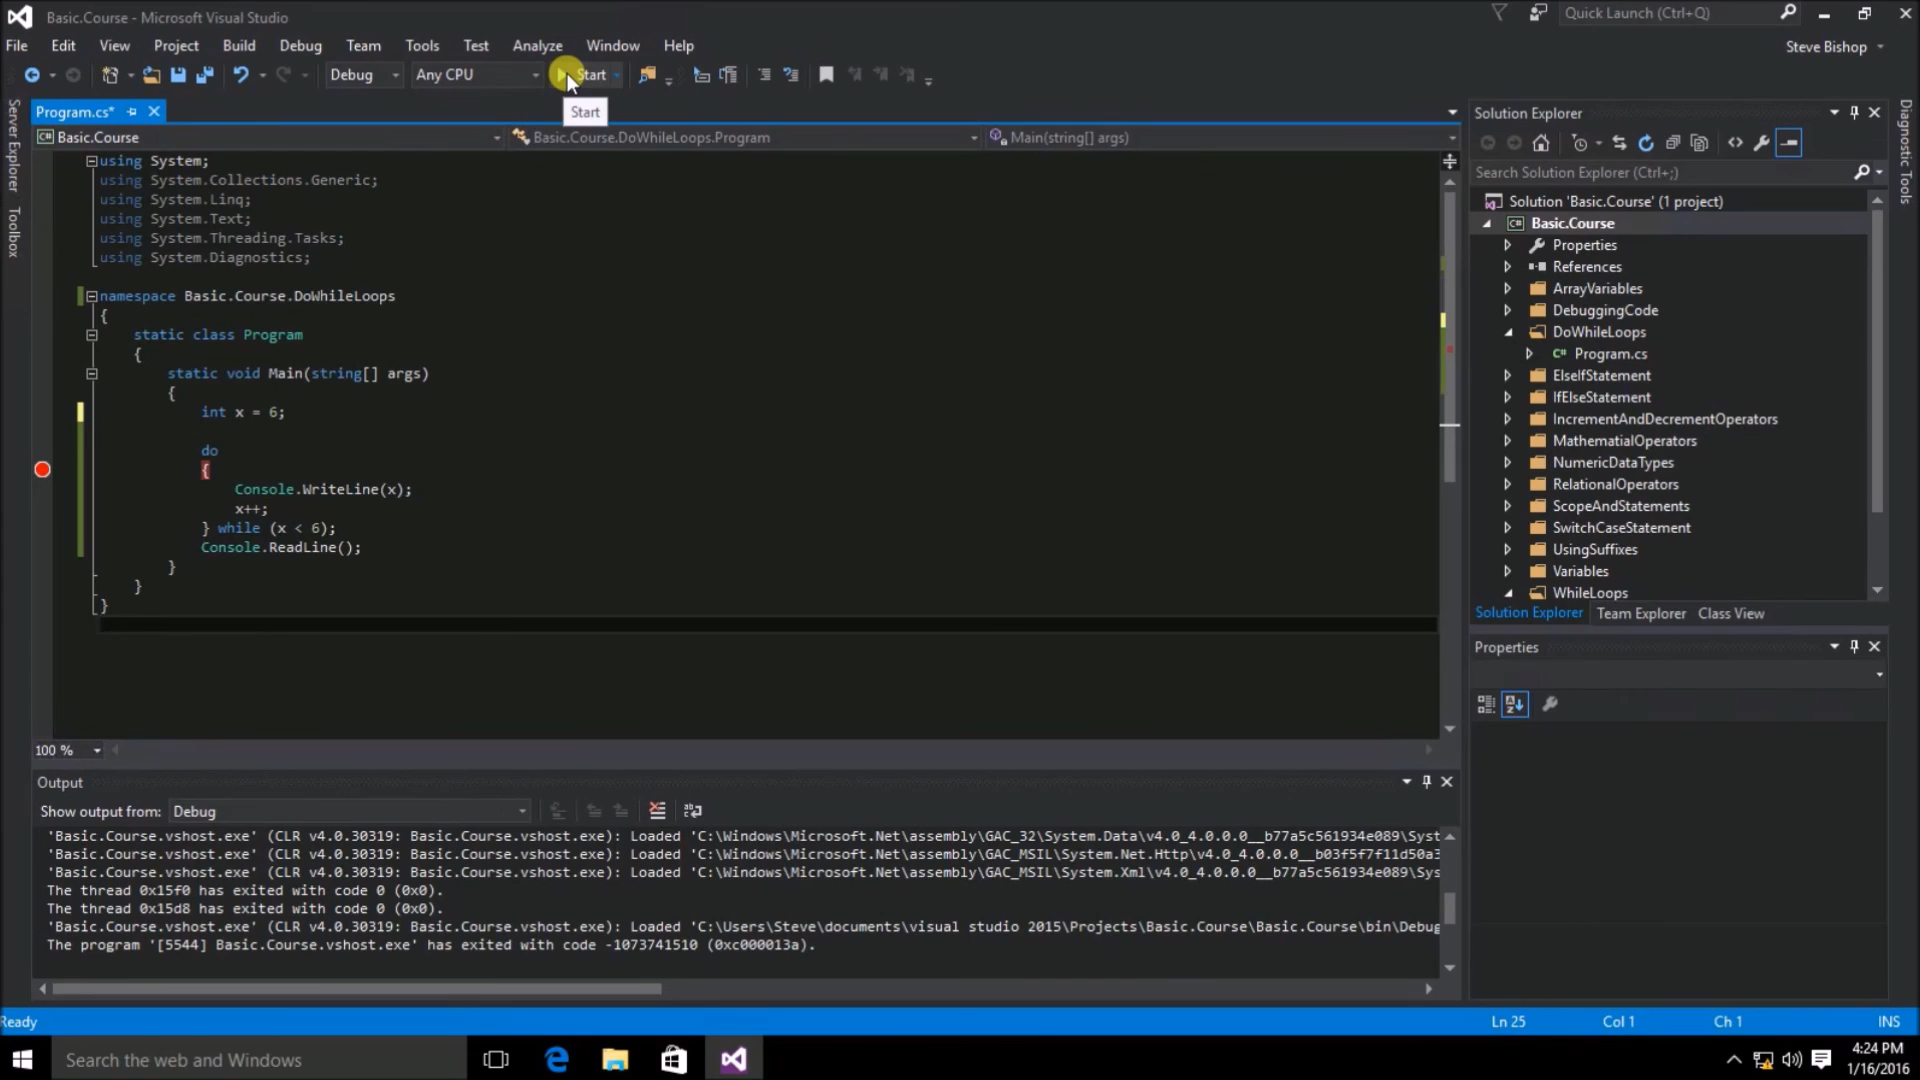 Basic.Course - Microsoft Visual Studio
Quick Launch (Ctrl+Q)
File Edit View Project Build Debug Team Tools Test Analyze Window Help
Steve Bishop
Debug Any CPU Start
Start
Program.cs*
Basic.Course Basic.Course.DoWhileLoops.Program Main(string[] args)
using System;
using System.Collections.Generic;
using System.Linq;
using System.Text;
using System.Threading.Tasks;
using System.Diagnostics;
namespace Basic.Course.DoWhileLoops
{
static class Program
{
static void Main(string[] args)
{
int x = 6;
do
{
Console.WriteLine(x);
x++;
} while (x < 6);
Console.ReadLine();
}
}
}
100 %
Server Explorer
Toolbox
Solution Explorer
Search Solution Explorer (Ctrl+;)
Solution 'Basic.Course' (1 project)
Basic.Course
Properties
References
ArrayVariables
DebuggingCode
DoWhileLoops
Program.cs
ElseIfStatement
IfElseStatement
IncrementAndDecrementOperators
MathematialOperators
NumericDataTypes
RelationalOperators
ScopeAndStatements
SwitchCaseStatement
UsingSuffixes
Variables
WhileLoops
Solution Explorer Team Explorer Class View
Properties
Diagnostic Tools
Output
Show output from: Debug
'Basic.Course.vshost.exe' (CLR v4.0.30319: Basic.Course.vshost.exe): Loaded 'C:\Windows\Microsoft.Net\assembly\GAC_32\System.Data\v4.0_4.0.0.0__b77a5c561934e089\Syst
'Basic.Course.vshost.exe' (CLR v4.0.30319: Basic.Course.vshost.exe): Loaded 'C:\Windows\Microsoft.Net\assembly\GAC_MSIL\System.Net.Http\v4.0_4.0.0.0__b03f5f7f11d50a3
'Basic.Course.vshost.exe' (CLR v4.0.30319: Basic.Course.vshost.exe): Loaded 'C:\Windows\Microsoft.Net\assembly\GAC_MSIL\System.Xml\v4.0_4.0.0.0__b77a5c561934e089\Sys
The thread 0x15f0 has exited with code 0 (0x0).
The thread 0x15d8 has exited with code 0 (0x0).
'Basic.Course.vshost.exe' (CLR v4.0.30319: Basic.Course.vshost.exe): Loaded 'C:\Users\Steve\documents\visual studio 2015\Projects\Basic.Course\Basic.Course\bin\Debug
The program '[5544] Basic.Course.vshost.exe' has exited with code -1073741510 (0xc000013a).
Ready Ln 25 Col 1 Ch 1 INS
Search the web and Windows
4:24 PM
1/16/2016